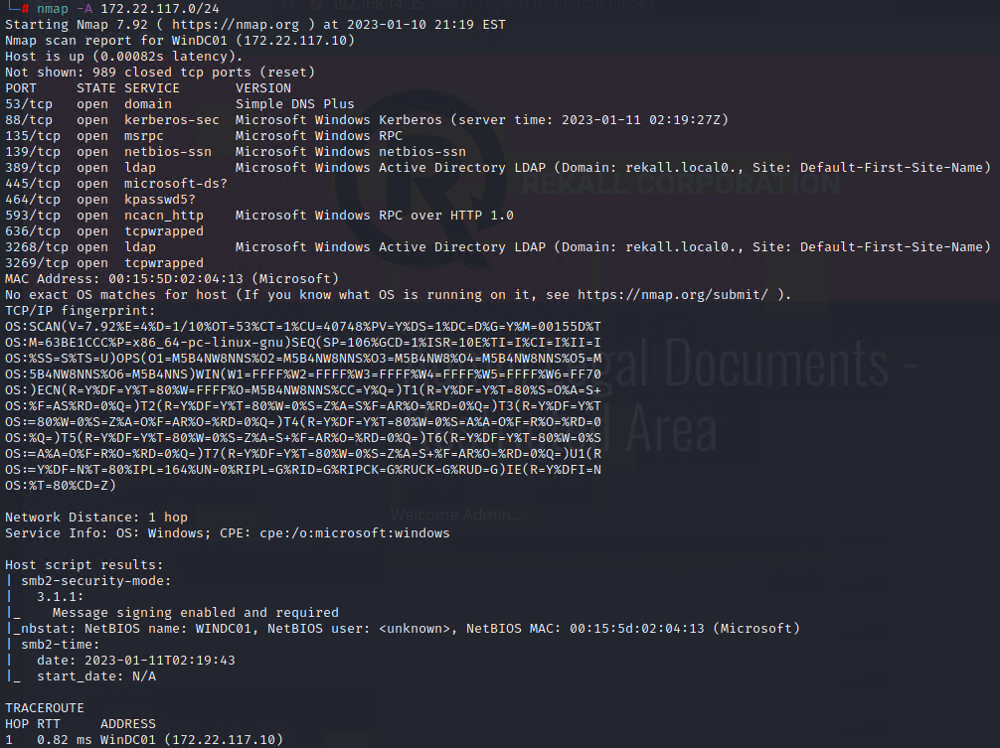 └─# nmap -A 172.22.117.0/24
Starting Nmap 7.92 ( https://nmap.org ) at 2023-01-10 21:19 EST
Nmap scan report for WinDC01 (172.22.117.10)
Host is up (0.00082s latency).
Not shown: 989 closed tcp ports (reset)
PORT     STATE SERVICE       VERSION
53/tcp   open  domain        Simple DNS Plus
88/tcp   open  kerberos-sec  Microsoft Windows Kerberos (server time: 2023-01-11 02:19:27Z)
135/tcp  open  msrpc         Microsoft Windows RPC
139/tcp  open  netbios-ssn   Microsoft Windows netbios-ssn
389/tcp  open  ldap          Microsoft Windows Active Directory LDAP (Domain: rekall.local0., Site: Default-First-Site-Name)
445/tcp  open  microsoft-ds?
464/tcp  open  kpasswd5?
593/tcp  open  ncacn_http    Microsoft Windows RPC over HTTP 1.0
636/tcp  open  tcpwrapped
3268/tcp open  ldap          Microsoft Windows Active Directory LDAP (Domain: rekall.local0., Site: Default-First-Site-Name)
3269/tcp open  tcpwrapped
MAC Address: 00:15:5D:02:04:13 (Microsoft)
No exact OS matches for host (If you know what OS is running on it, see https://nmap.org/submit/ ).
TCP/IP fingerprint:
OS:SCAN(V=7.92%E=4%D=1/10%OT=53%CT=1%CU=40748%PV=Y%DS=1%DC=D%G=Y%M=00155D%T
OS:M=63BE1CCC%P=x86_64-pc-linux-gnu)SEQ(SP=106%GCD=1%ISR=10E%TI=I%CI=I%II=I
OS:%SS=S%TS=U)OPS(O1=M5B4NW8NNS%O2=M5B4NW8NNS%O3=M5B4NW8%O4=M5B4NW8NNS%O5=M
OS:5B4NW8NNS%O6=M5B4NNS)WIN(W1=FFFF%W2=FFFF%W3=FFFF%W4=FFFF%W5=FFFF%W6=FF70
OS:)ECN(R=Y%DF=Y%T=80%W=FFFF%O=M5B4NW8NNS%CC=Y%Q=)T1(R=Y%DF=Y%T=80%S=O%A=S+
OS:%F=AS%RD=0%Q=)T2(R=Y%DF=Y%T=80%W=0%S=Z%A=S%F=AR%O=%RD=0%Q=)T3(R=Y%DF=Y%T
OS:=80%W=0%S=Z%A=O%F=AR%O=%RD=0%Q=)T4(R=Y%DF=Y%T=80%W=0%S=A%A=O%F=R%O=%RD=0
OS:%Q=)T5(R=Y%DF=Y%T=80%W=0%S=Z%A=S+%F=AR%O=%RD=0%Q=)T6(R=Y%DF=Y%T=80%W=0%S
OS:=A%A=O%F=R%O=%RD=0%Q=)T7(R=Y%DF=Y%T=80%W=0%S=Z%A=S+%F=AR%O=%RD=0%Q=)U1(R
OS:=Y%DF=N%T=80%IPL=164%UN=0%RIPL=G%RID=G%RIPCK=G%RUCK=G%RUD=G)IE(R=Y%DFI=N
OS:%T=80%CD=Z)
Network Distance: 1 hop
Service Info: OS: Windows; CPE: cpe:/o:microsoft:windows
Host script results:
| smb2-security-mode:
|   3.1.1:
|_    Message signing enabled and required
|_nbstat: NetBIOS name: WINDC01, NetBIOS user: <unknown>, NetBIOS MAC: 00:15:5d:02:04:13 (Microsoft)
| smb2-time:
|   date: 2023-01-11T02:19:43
|_  start_date: N/A
TRACEROUTE
HOP RTT     ADDRESS
1   0.82 ms WinDC01 (172.22.117.10)
REKALL CORPORATION
Legal Documents -
Area
Welcome Admin...